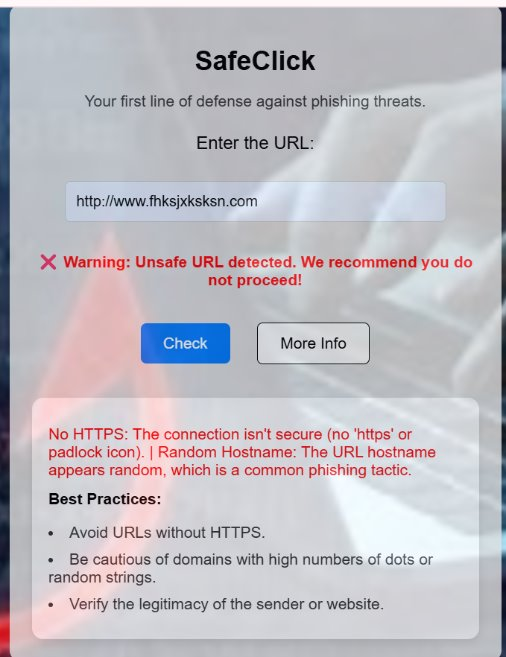 SafeClick
Your first line of defense against phishing threats.
Enter the URL:
http://www.fhksjxksksn.com
❌ Warning: Unsafe URL detected. We recommend you do
not proceed!
Check More Info
No HTTPS: The connection isn't secure (no 'https' or
padlock icon). | Random Hostname: The URL hostname
appears random, which is a common phishing tactic.
Best Practices:
• Avoid URLs without HTTPS.
• Be cautious of domains with high numbers of dots or
random strings.
• Verify the legitimacy of the sender or website.